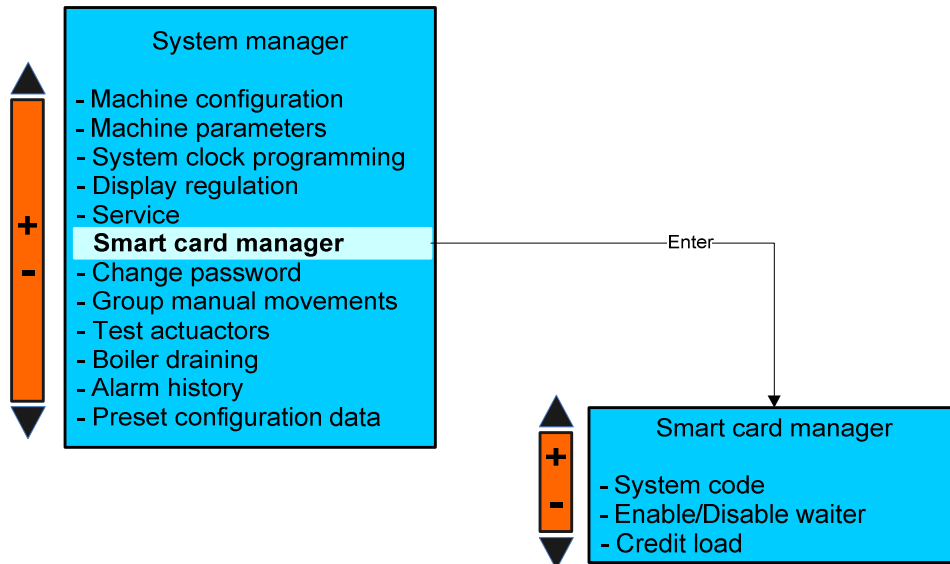 System manager
- Machine configuration
- Machine parameters
- System clock programming
- Display regulation
- Service
Smart card manager
- Change password
- Group manual movements
- Test actuactors
- Boiler draining
- Alarm history
- Preset configuration data
+
-
Enter
Smart card manager
- System code
- Enable/Disable waiter
- Credit load
+
-